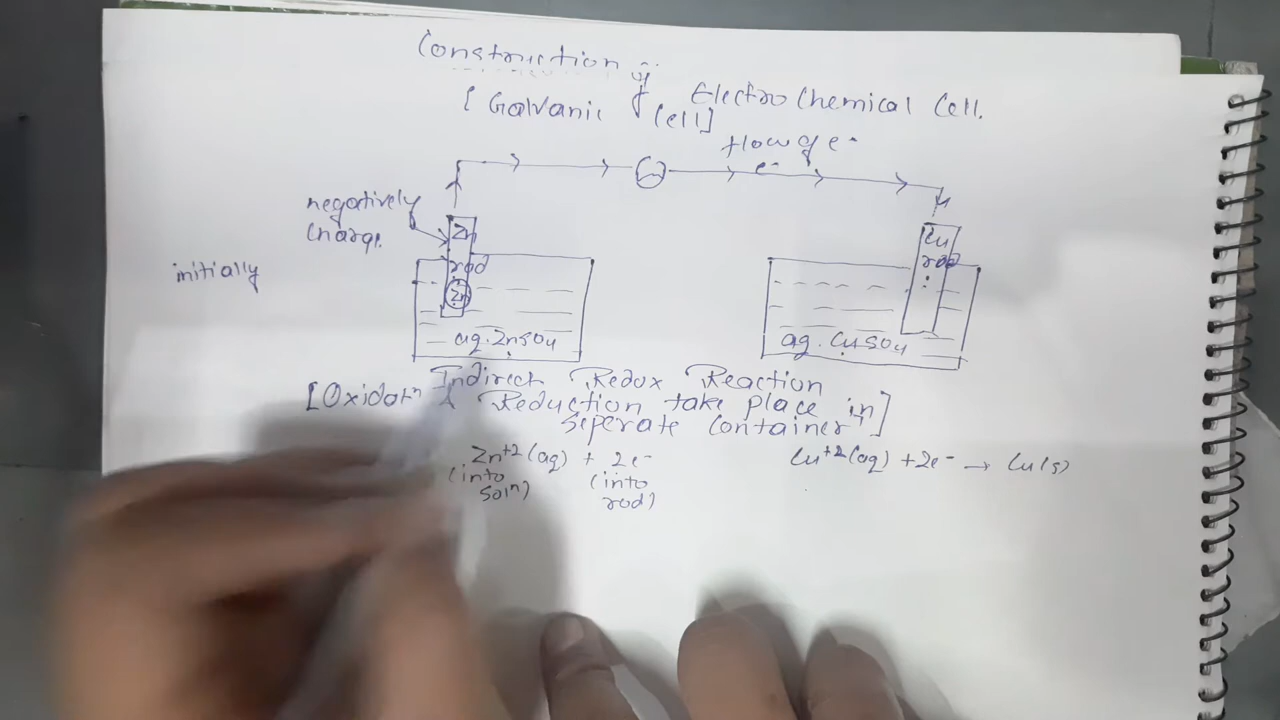 Construction of
[Galvanic Cell] ElectroChemical Cell.
flow of e-
e-
negatively
Charge.
initially
Zn
rod
Zn
aq. ZnSO4
Cu
rod
aq. CuSO4
Indirect Redox Reaction
[Oxidatn & Reduction take place in
Seperate Container]
Zn+2(aq) + 2e-
(into soln) (into rod)
Cu+2(aq) + 2e- → Cu(s)